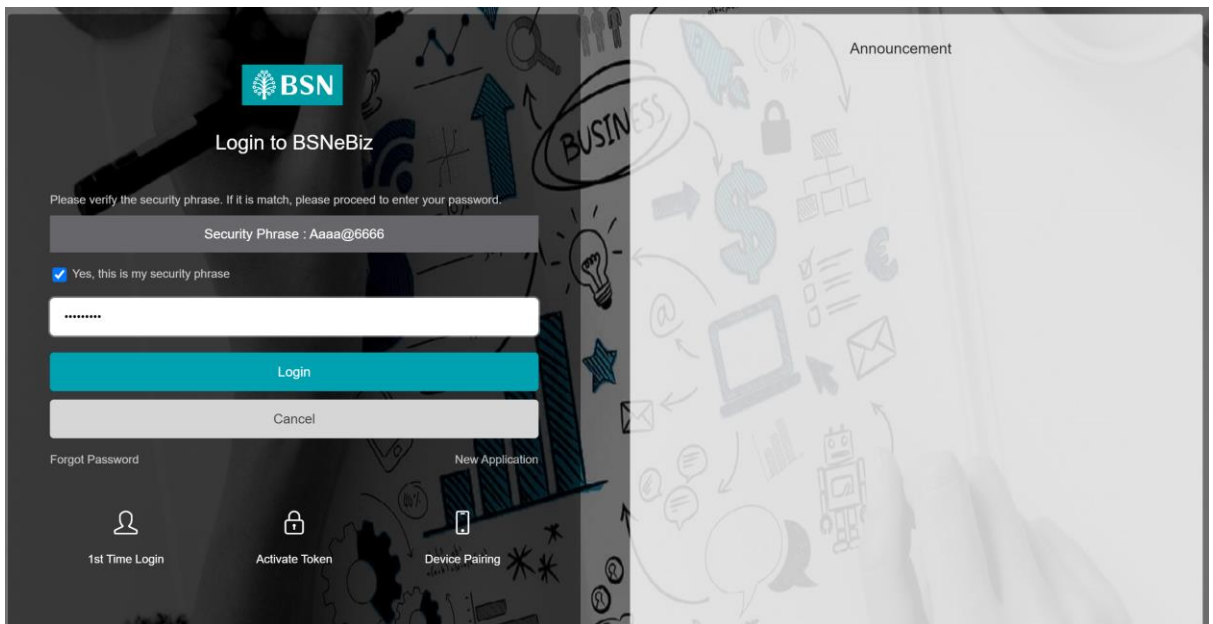 BSN
Login to BSNeBiz
Please verify the security phrase. If it is match, please proceed to enter your password.
Security Phrase : Aaaa@6666
Yes, this is my security phrase
•••••••••
Login
Cancel
Forgot Password
New Application
1st Time Login
Activate Token
Device Pairing
Announcement
BUSINESS